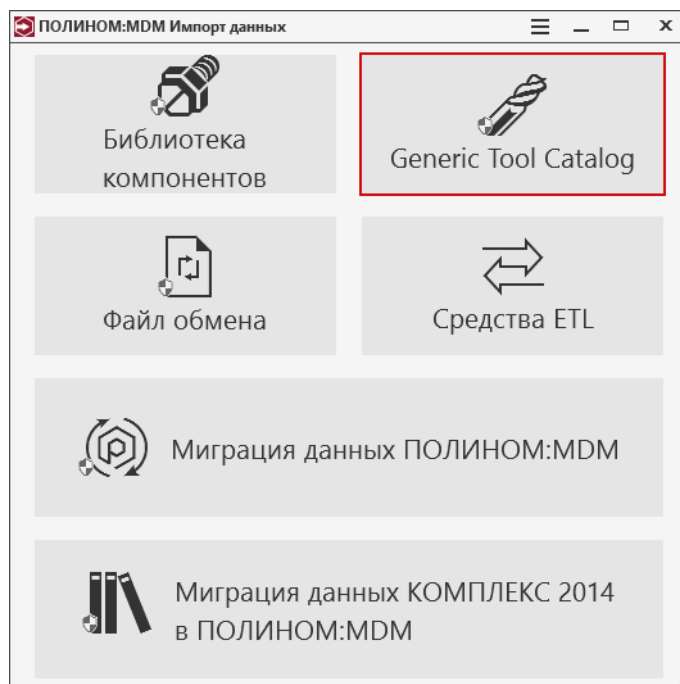 ПОЛИНОМ:MDM Импорт данных
Библиотека
компонентов
Generic Tool Catalog
Файл обмена
Средства ETL
Миграция данных ПОЛИНОМ:MDM
Миграция данных КОМПЛЕКС 2014
в ПОЛИНОМ:MDM